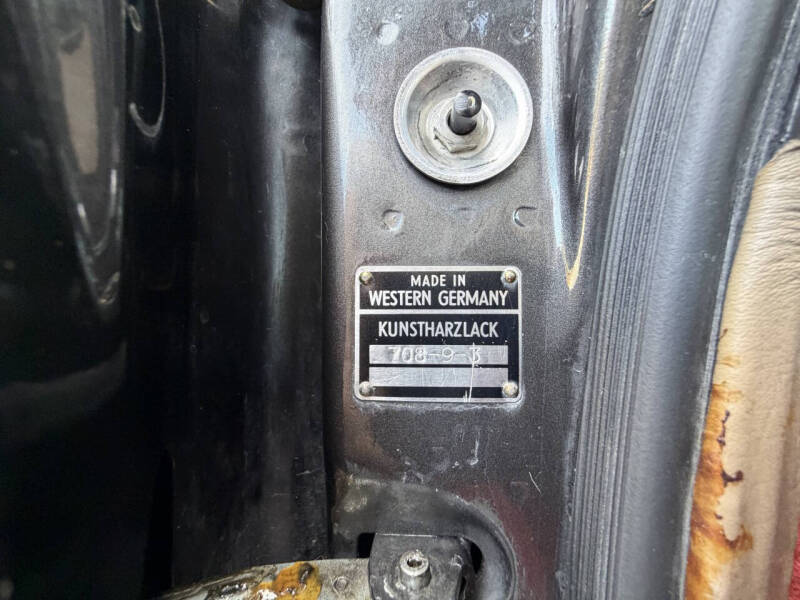 MADE IN
WESTERN GERMANY
KUNSTHARZLACK
708-9-3